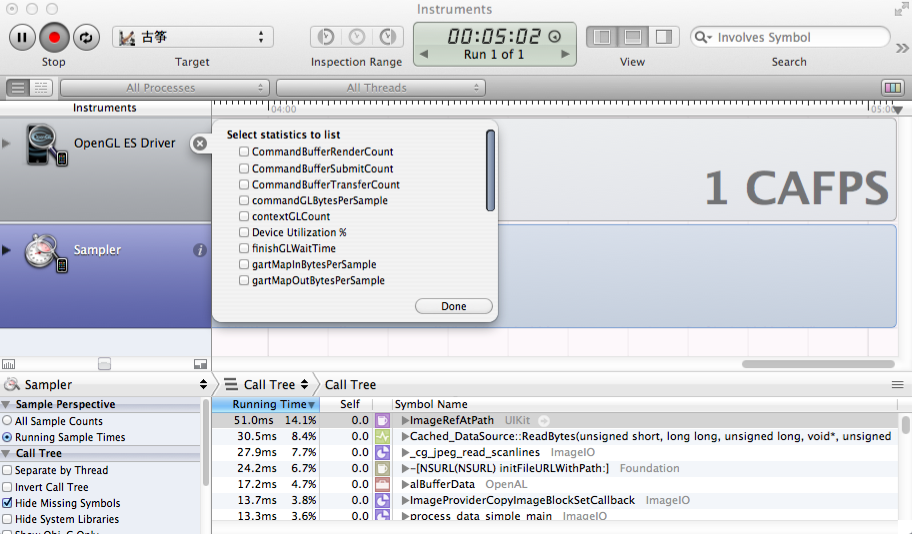 Instruments
古筝
00:05:02
Run 1 of 1
Involves Symbol
Stop
Target
Inspection Range
View
Search
All Processes
All Threads
Instruments
04:00
05:00
OpenGL ES Driver
Select statistics to list
CommandBufferRenderCount
CommandBufferSubmitCount
CommandBufferTransferCount
commandGLBytesPerSample
contextGLCount
Device Utilization %
finishGLWaitTime
gartMapInBytesPerSample
gartMapOutBytesPerSample
Done
1 CAFPS
Sampler
Sampler
Call Tree
Call Tree
Sample Perspective
All Sample Counts
Running Sample Times
Call Tree
Separate by Thread
Invert Call Tree
Hide Missing Symbols
Hide System Libraries
Show Obj-C Only
Running Time Self Symbol Name
51.0ms 14.1% 0.0 ImageRefAtPath UIKit
30.5ms 8.4% 0.0 Cached_DataSource::ReadBytes(unsigned short, long long, unsigned long, void*, unsigned
27.9ms 7.7% 0.0 _cg_jpeg_read_scanlines ImageIO
24.2ms 6.7% 0.0 -[NSURL(NSURL) initFileURLWithPath:] Foundation
17.2ms 4.7% 0.0 alBufferData OpenAL
13.7ms 3.8% 0.0 ImageProviderCopyImageBlockSetCallback ImageIO
13.3ms 3.6% 0.0 process_data_simple_main ImageIO